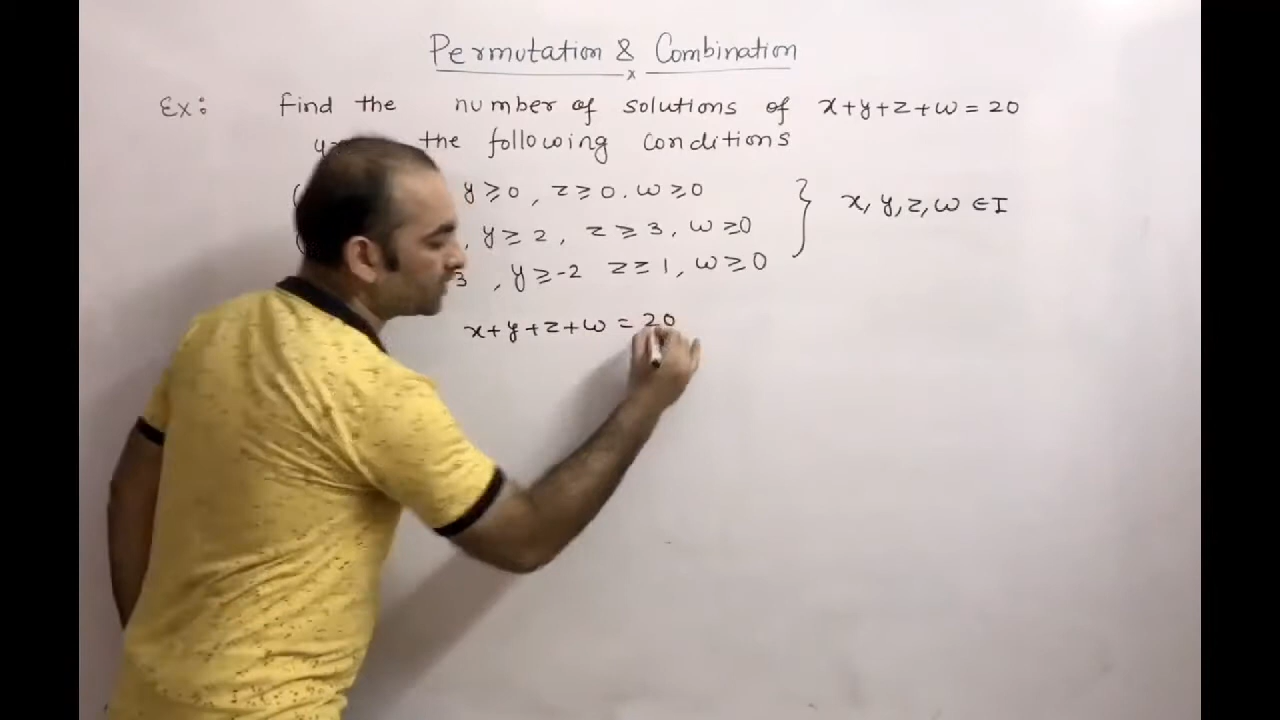 Permutation & Combination
x
Ex: Find the number of solutions of x+y+z+w = 20
the following conditions
y ≥ 0 , z ≥ 0 . w ≥ 0
, y ≥ 2 , z ≥ 3 , w ≥ 0
} x, y, z, w ∈ I
3 , y ≥ -2 z ≥ 1 , w ≥ 0
x+y+z+w = 20